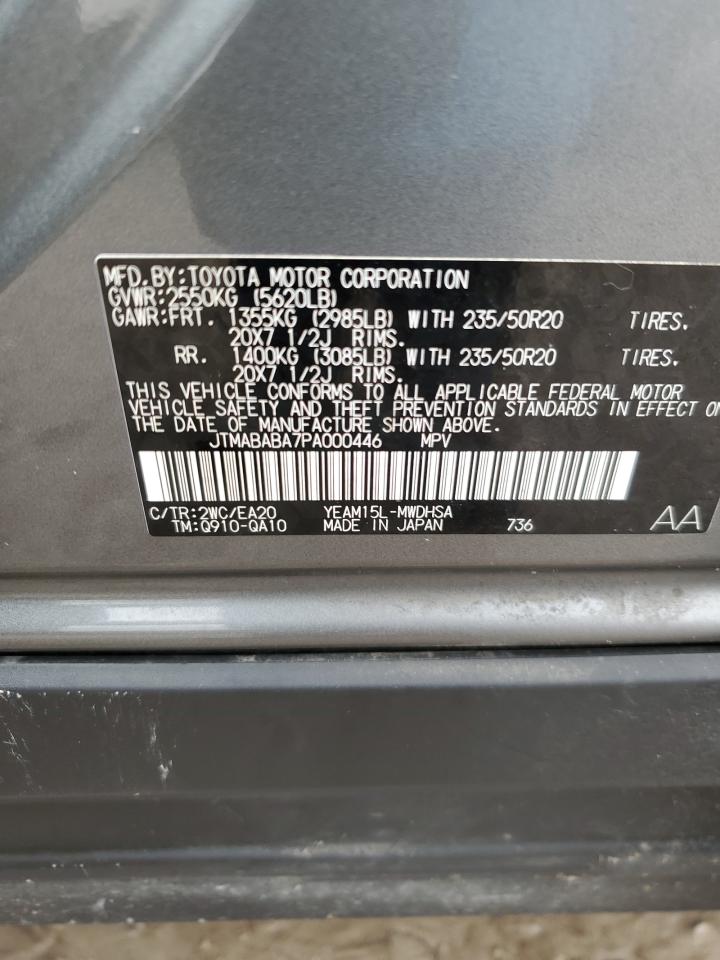 MFD. BY:TOYOTA MOTOR CORPORATION
GVWR:2550KG (5620LB)
GAWR:FRT. 1355KG (2985LB) WITH 235/50R20 TIRES.
20X7 1/2J RIMS.
RR. 1400KG (3085LB) WITH 235/50R20 TIRES.
20X7 1/2J RIMS.
THIS VEHICLE CONFORMS TO ALL APPLICABLE FEDERAL MOTOR
VEHICLE SAFETY AND THEFT PREVENTION STANDARDS IN EFFECT ON
THE DATE OF MANUFACTURE SHOWN ABOVE.
JTMABABA7PA000446 MPV
C/TR:2WC/EA20 YEAM15L-MWDHSA
TM:Q910-QA10 MADE IN JAPAN 736 AA